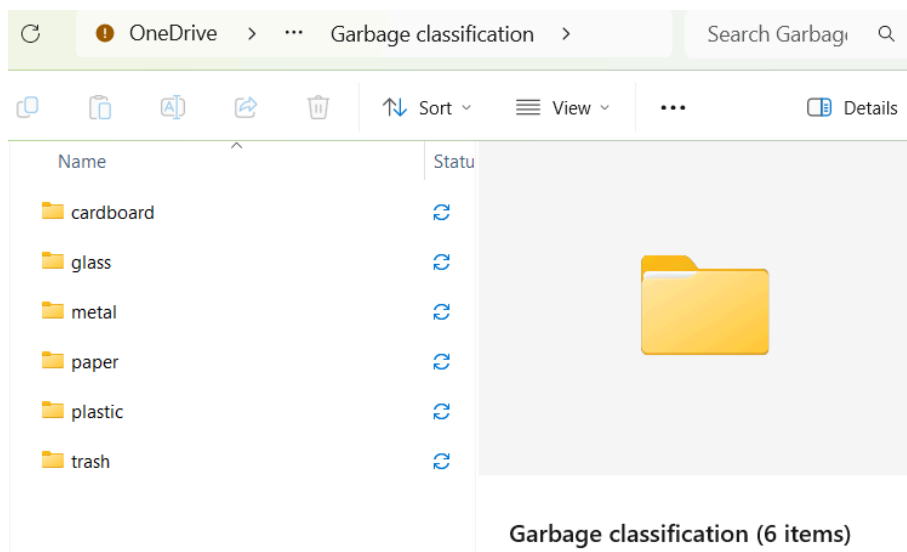 OneDrive > ... Garbage classification > Search Garbag
Sort View ... Details
Name Statu
cardboard
glass
metal
paper
plastic
trash
Garbage classification (6 items)